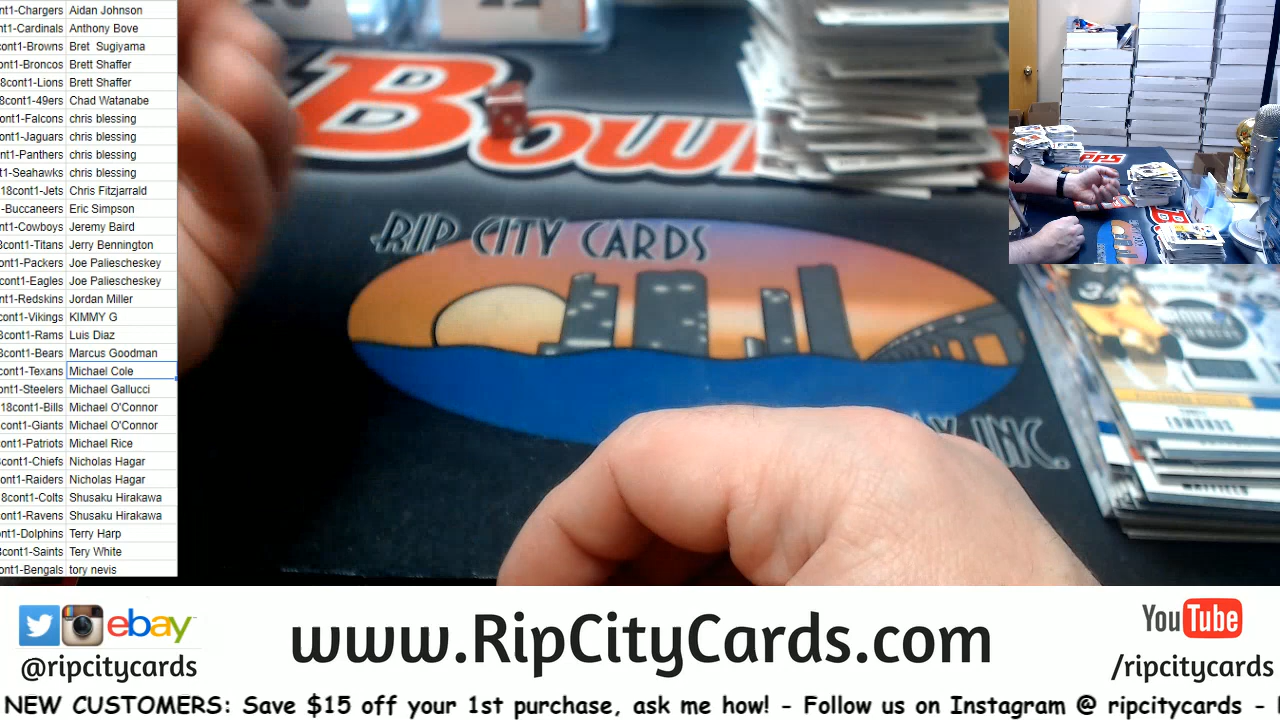 nt1-Chargers Aidan Johnson
nt1-Cardinals Anthony Bove
cont1-Browns Bret Sugiyama
ont1-Broncos Brett Shaffer
8cont1-Lions Brett Shaffer
8cont1-49ers Chad Watanabe
cont1-Falcons chris blessing
ont1-Jaguars chris blessing
nt1-Panthers chris blessing
nt1-Seahawks chris blessing
18cont1-Jets Chris Fitzjarrald
-Buccaneers Eric Simpson
nt1-Cowboys Jeremy Baird
8cont1-Titans Jerry Bennington
ont1-Packers Joe Paliescheskey
cont1-Eagles Joe Paliescheskey
nt1-Redskins Jordan Miller
cont1-Vikings KIMMY G
8cont1-Rams Luis Diaz
8cont1-Bears Marcus Goodman
cont1-Texans Michael Cole
ont1-Steelers Michael Gallucci
18cont1-Bills Michael O'Connor
cont1-Giants Michael O'Connor
ont1-Patriots Michael Rice
cont1-Chiefs Nicholas Hagar
ont1-Raiders Nicholas Hagar
8cont1-Colts Shusaku Hirakawa
cont1-Ravens Shusaku Hirakawa
nt1-Dolphins Terry Harp
8cont1-Saints Tery White
ont1-Bengals tory nevis
Bow
RIP CITY CARDS
INC.
EDMONDS
ebay
@ripcitycards
www.RipCityCards.com
YouTube
/ripcitycards
NEW CUSTOMERS: Save $15 off your 1st purchase, ask me how! - Follow us on Instagram @ ripcitycards -